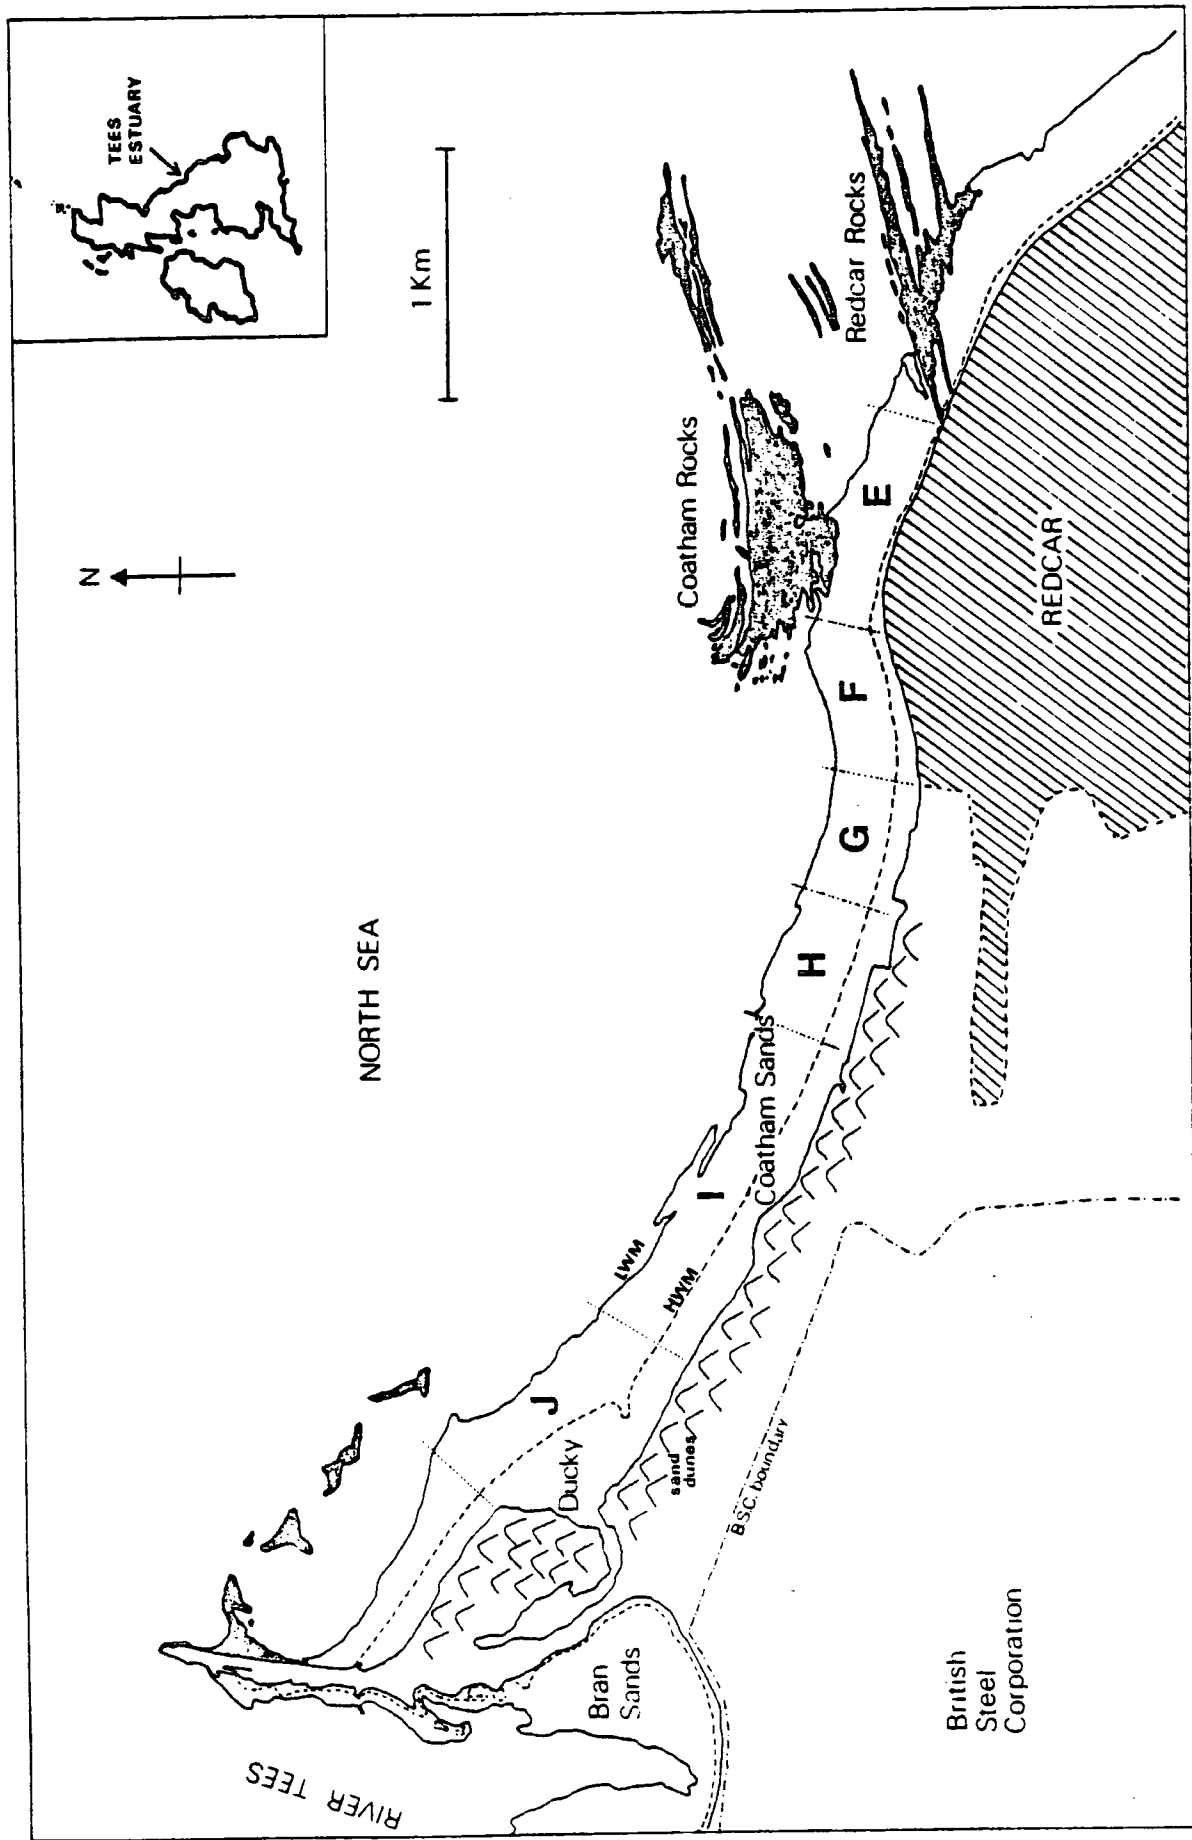 TEES
ESTUARY
1 Km
N
NORTH SEA
Coatham Rocks
Redcar Rocks
E
F
G
H
I
J
LWM
HWM
Coatham Sands
Ducky
sand
dunes
RIVER TEES
Bran
Sands
B.S.C. boundary
British
Steel
Corporation
REDCAR